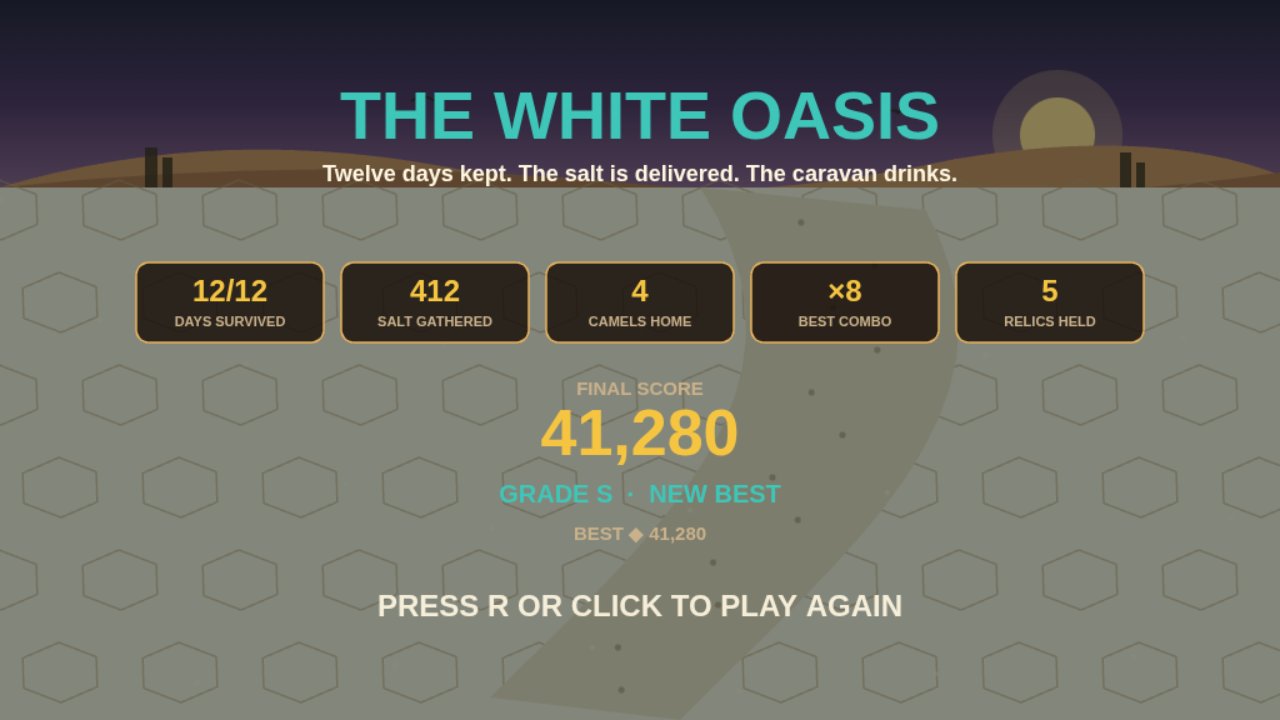 THE WHITE OASIS
Twelve days kept. The salt is delivered. The caravan drinks.
12/12
DAYS SURVIVED
412
SALT GATHERED
4
CAMELS HOME
×8
BEST COMBO
5
RELICS HELD
FINAL SCORE
41,280
GRADE S · NEW BEST
BEST ◆ 41,280
PRESS R OR CLICK TO PLAY AGAIN